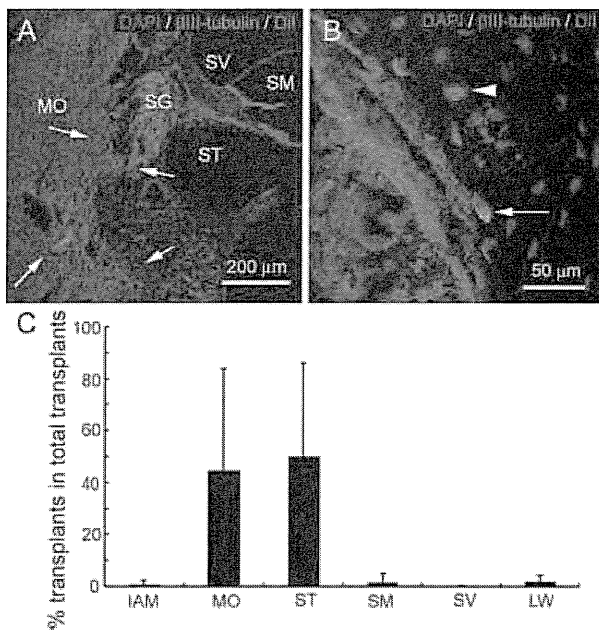 A DAPI / βIII-tubulin / DiI
SV
SM
MO
SG
ST
200 µm
B DAPI / βIII-tubulin / DiI
50 µm
C
% transplants in total transplants
100
80
60
40
20
0
IAM MO ST SM SV LW